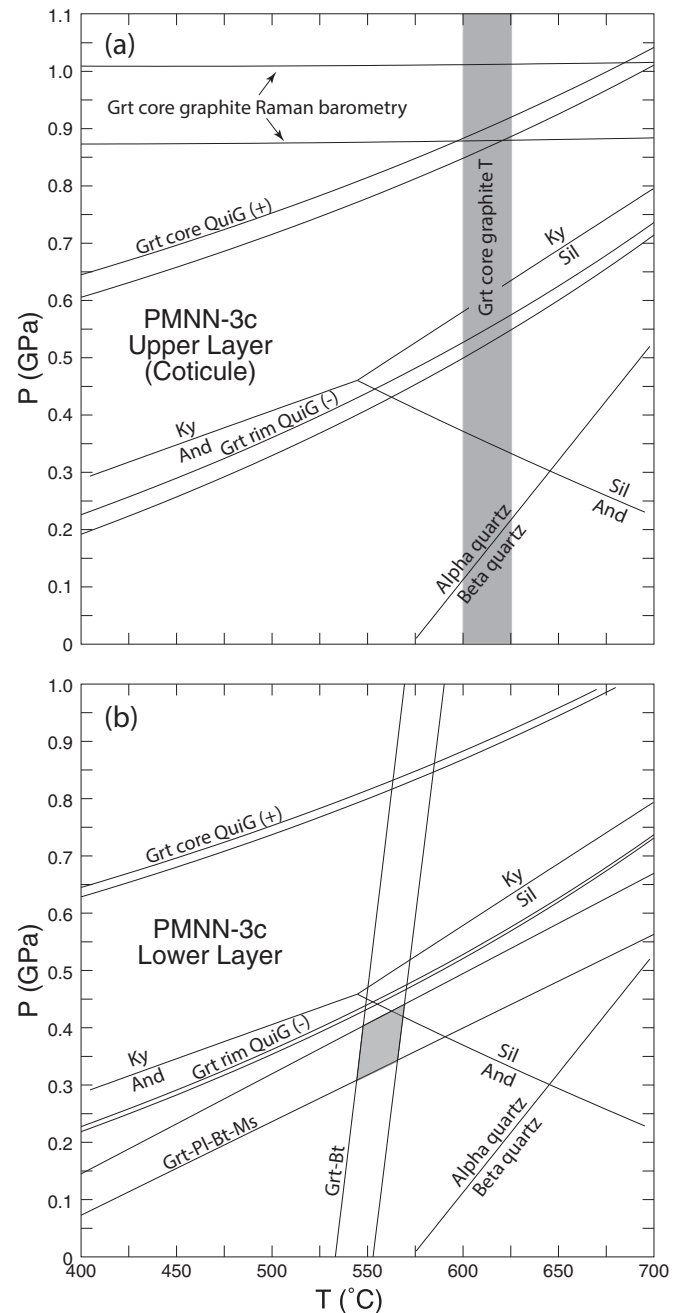 (a)
1.1
1.0
0.9
0.8
0.7
0.6
0.5
0.4
0.3
0.2
0.1
0
P (GPa)
Grt core graphite Raman barometry
Grt core QuiG (+)
Grt core graphite T
Ky
Sil
PMNN-3c
Upper Layer
(Coticule)
Ky
And
Grt rim QuiG (-)
Sil
And
Alpha quartz
Beta quartz
(b)
1.0
0.9
0.8
0.7
0.6
0.5
0.4
0.3
0.2
0.1
0
P (GPa)
Grt core QuiG (+)
Ky
Sil
PMNN-3c
Lower Layer
Ky
And
Grt rim QuiG (-)
Sil
And
Grt-Pl-Bt-Ms
Grt-Bt
Alpha quartz
Beta quartz
400 450 500 550 600 650 700
T (°C)